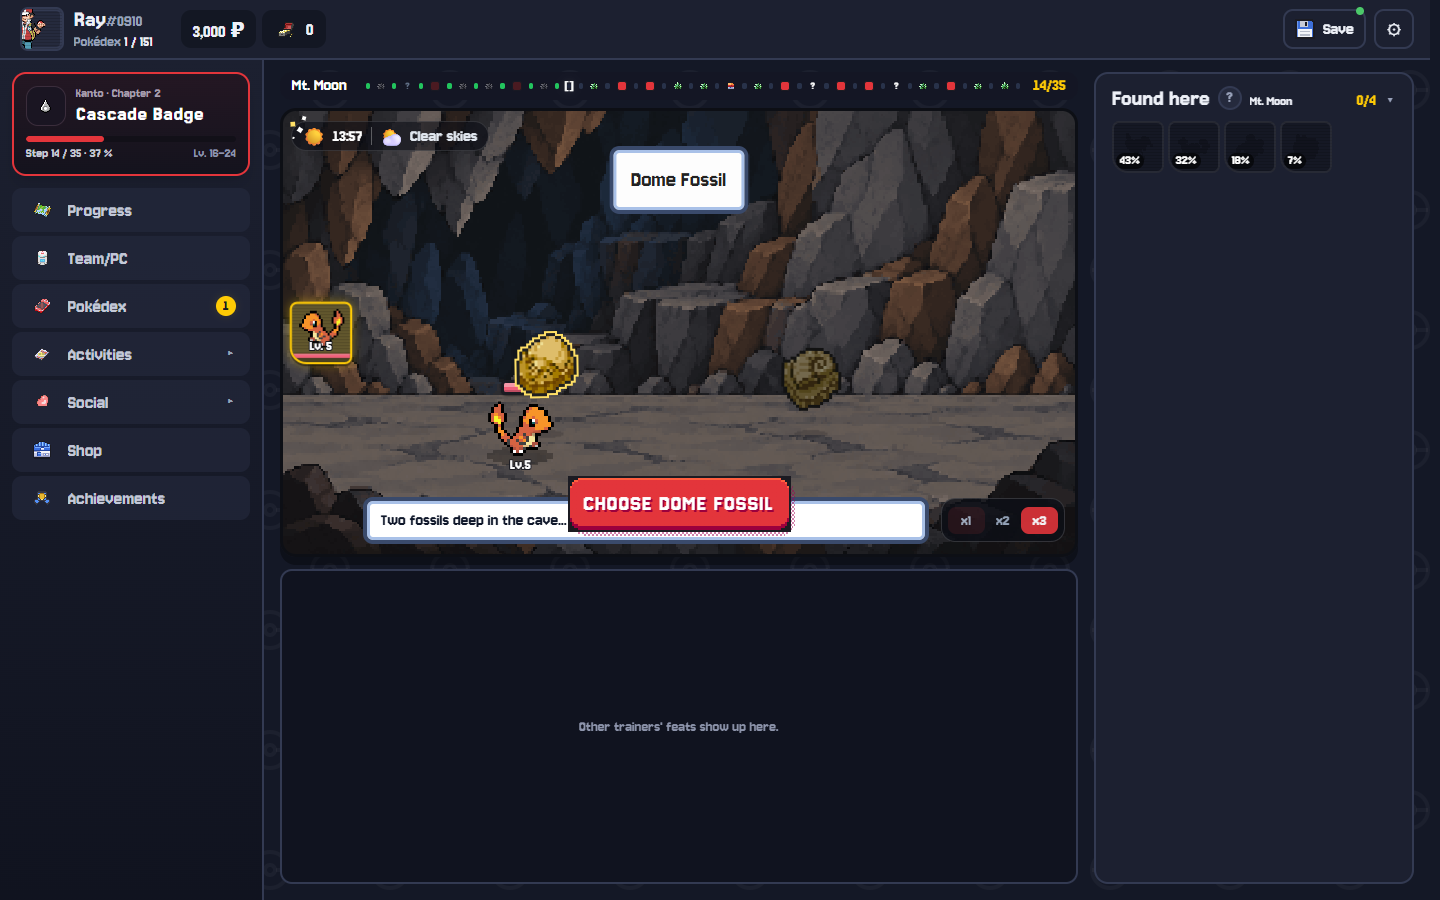 Ray#0910
Pokédex 1 / 151
3,000 ₽
0
Save
Kanto · Chapter 2
Cascade Badge
Step 14 / 35 · 37 %
Lv. 16-24
Progress
Team/PC
Pokédex
1
Activities
Social
Shop
Achievements
Mt. Moon
14/35
13:57
Clear skies
Dome Fossil
Lv. 5
Lv.5
CHOOSE DOME FOSSIL
Two fossils deep in the cave...
x1
x2
x3
Other trainers' feats show up here.
Found here
?
Mt. Moon
0/4
43%
32%
18%
7%